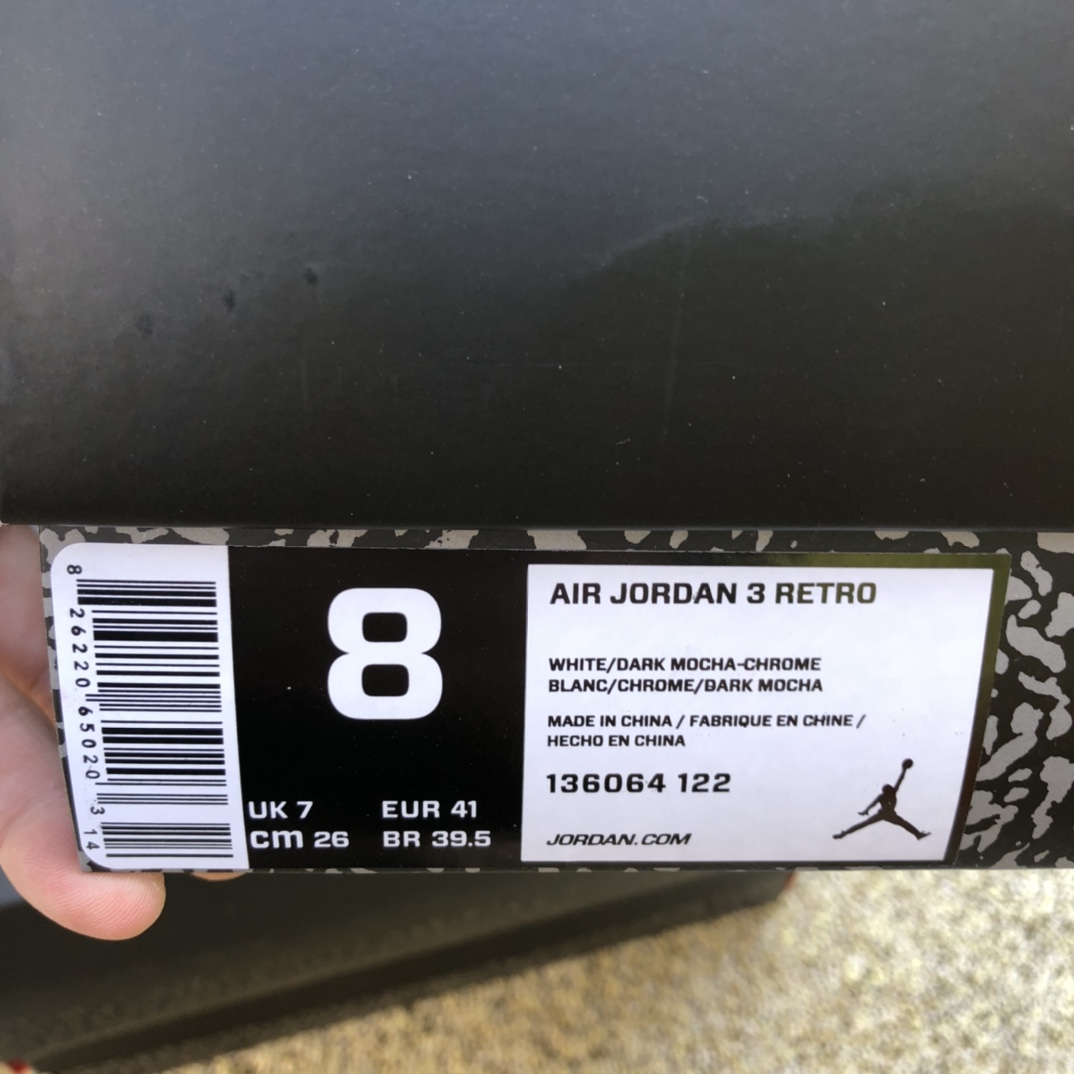 8 26220 65020 3 14
8
UK 7 EUR 41
cm 26 BR 39.5
AIR JORDAN 3 RETRO
WHITE/DARK MOCHA-CHROME
BLANC/CHROME/DARK MOCHA
MADE IN CHINA / FABRIQUE EN CHINE /
HECHO EN CHINA
136064 122
JORDAN.COM